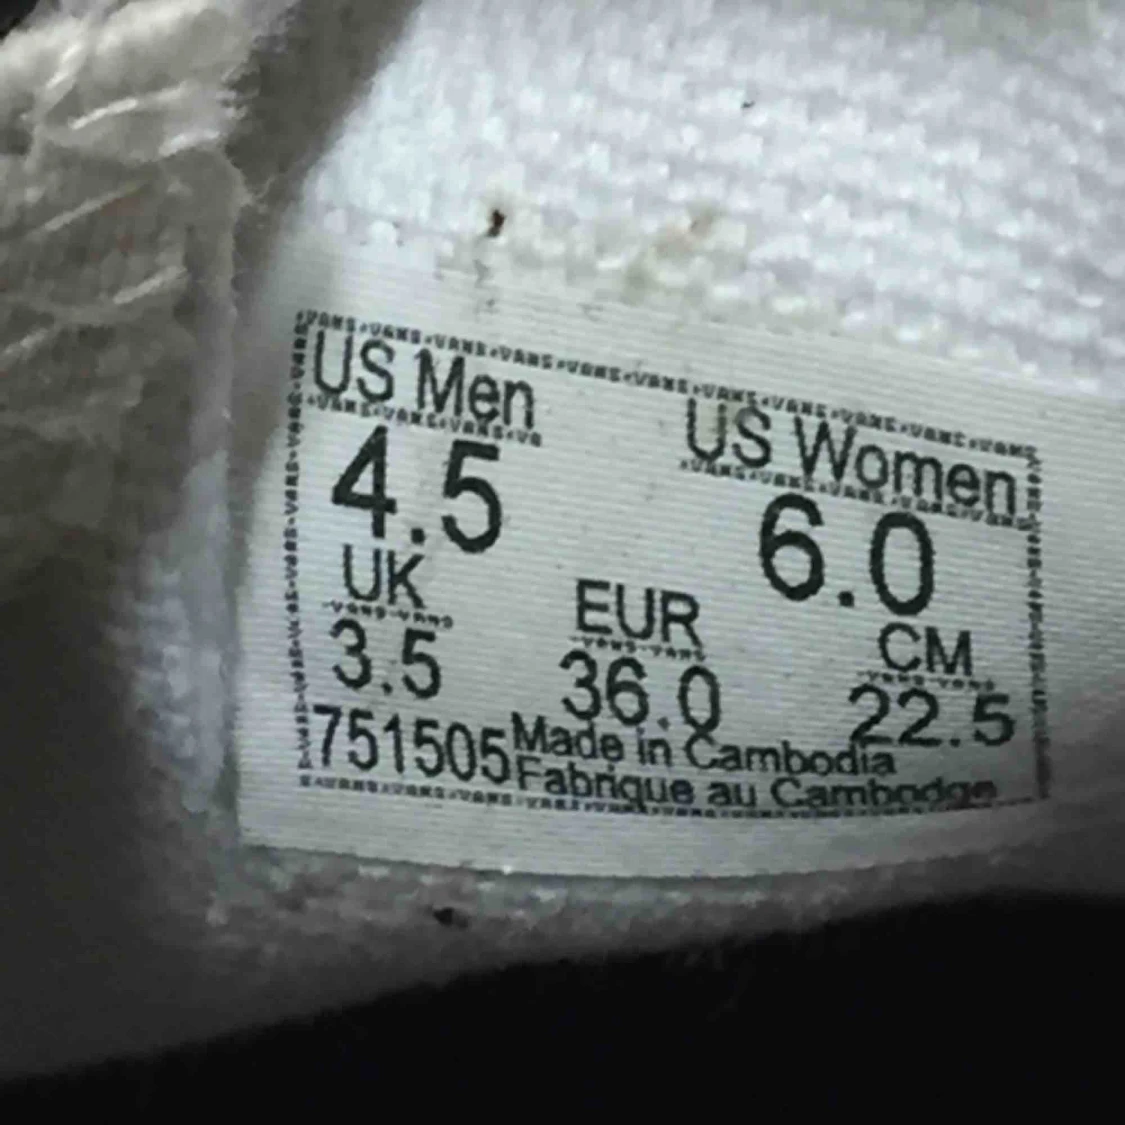 US Men US Women
4.5 6.0
UK EUR CM
3.5 36.0 22.5
751505 Made in Cambodia
Fabrique au Cambodge